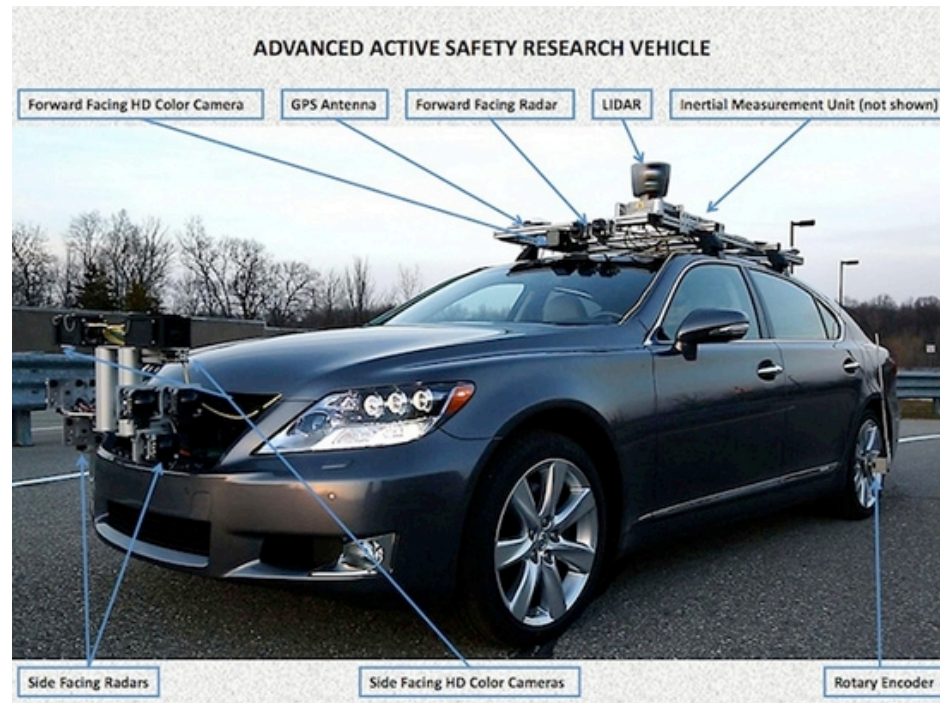 ADVANCED ACTIVE SAFETY RESEARCH VEHICLE
Forward Facing HD Color Camera
GPS Antenna
Forward Facing Radar
LIDAR
Inertial Measurement Unit (not shown)
Side Facing Radars
Side Facing HD Color Cameras
Rotary Encoder